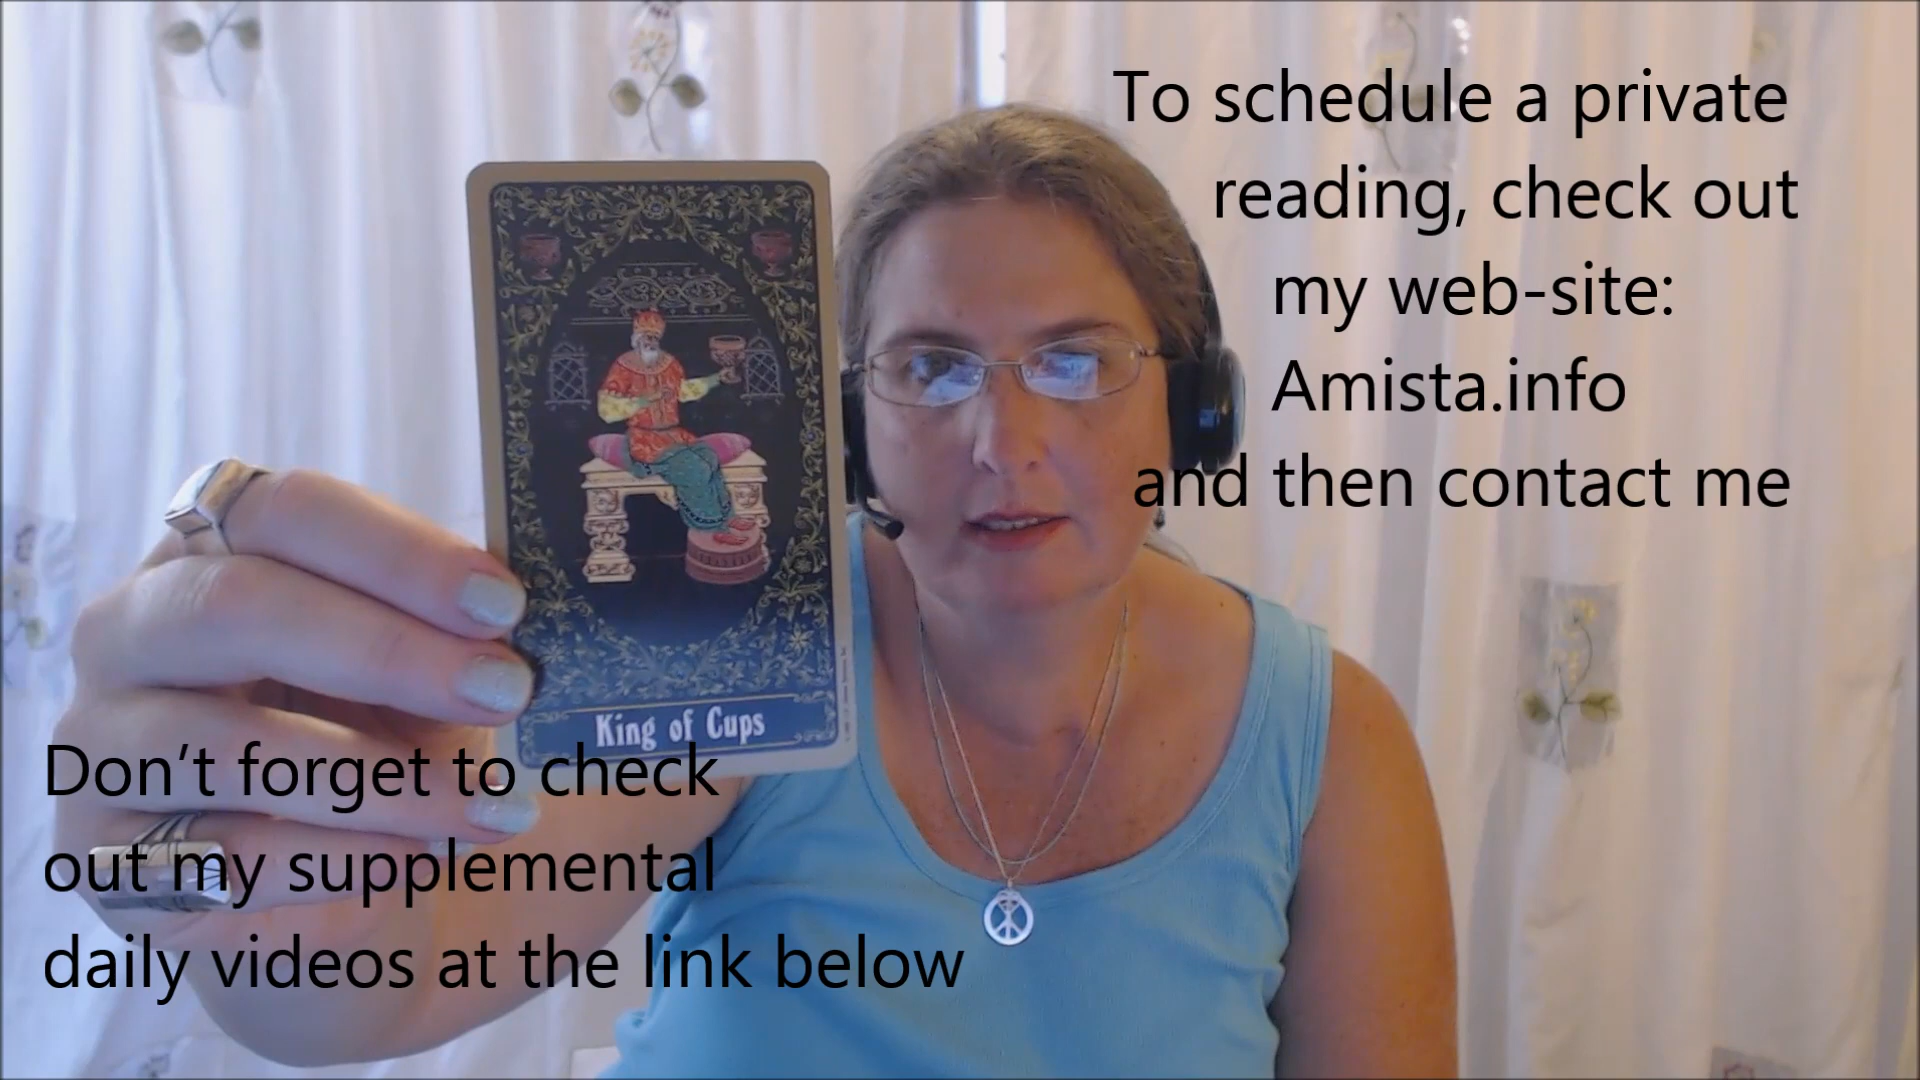 To schedule a private
reading, check out
my web-site:
Amista.info
and then contact me
King of Cups
Don’t forget to check
out my supplemental
daily videos at the link below